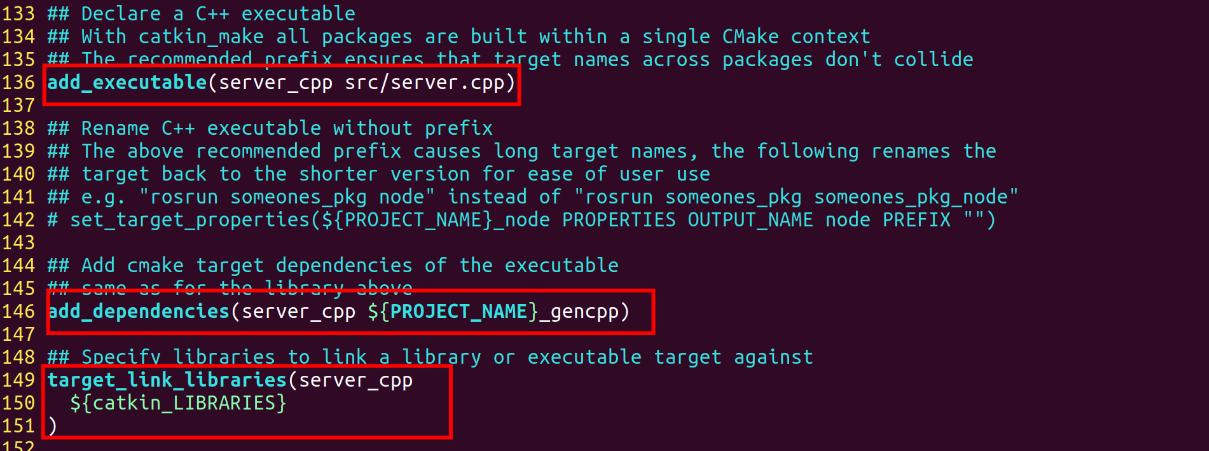 133 ## Declare a C++ executable
134 ## With catkin_make all packages are built within a single CMake context
135 ## The recommended prefix ensures that target names across packages don't collide
136 add_executable(server_cpp src/server.cpp)
137
138 ## Rename C++ executable without prefix
139 ## The above recommended prefix causes long target names, the following renames the
140 ## target back to the shorter version for ease of user use
141 ## e.g. "rosrun someones_pkg node" instead of "rosrun someones_pkg someones_pkg_node"
142 # set_target_properties(${PROJECT_NAME}_node PROPERTIES OUTPUT_NAME node PREFIX "")
143
144 ## Add cmake target dependencies of the executable
145 ## same as for the library above
146 add_dependencies(server_cpp ${PROJECT_NAME}_gencpp)
147
148 ## Specify libraries to link a library or executable target against
149 target_link_libraries(server_cpp
150   ${catkin_LIBRARIES}
151 )
152